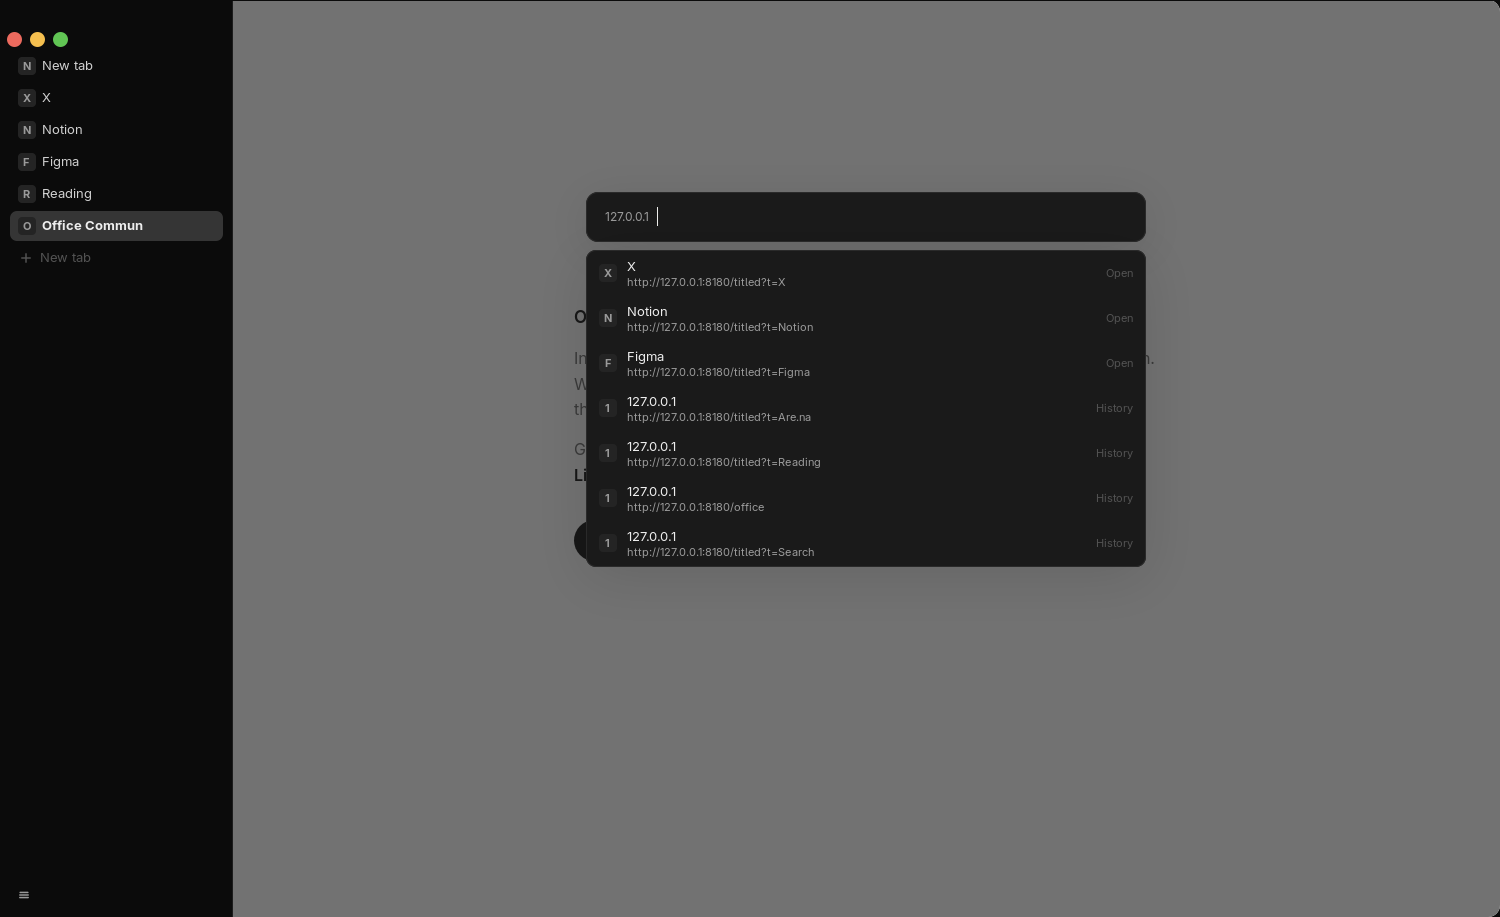 N New tab
X X
N Notion
F Figma
R Reading
O Office Commun
+ New tab
127.0.0.1
X X Open
http://127.0.0.1:8180/titled?t=X
N Notion Open
http://127.0.0.1:8180/titled?t=Notion
F Figma Open
http://127.0.0.1:8180/titled?t=Figma
1 127.0.0.1 History
http://127.0.0.1:8180/titled?t=Are.na
1 127.0.0.1 History
http://127.0.0.1:8180/titled?t=Reading
1 127.0.0.1 History
http://127.0.0.1:8180/office
1 127.0.0.1 History
http://127.0.0.1:8180/titled?t=Search